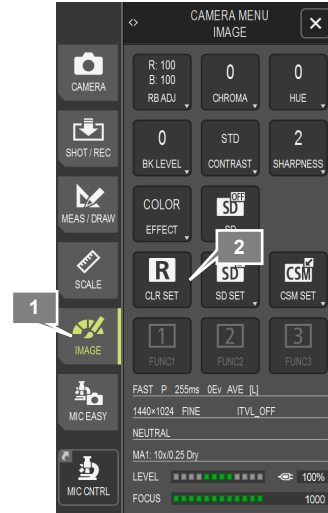 CAMERA MENU
IMAGE
CAMERA
SHOT / REC
MEAS / DRAW
SCALE
IMAGE
MIC EASY
MIC CNTRL
R: 100
B: 100
RB ADJ
0
CHROMA
0
HUE
0
BK LEVEL
STD
CONTRAST
2
SHARPNESS
COLOR
EFFECT
OFF
SD
R
CLR SET
SD
SD SET
CSM
CSM SET
1
FUNC1
2
FUNC2
3
FUNC3
1
2
FAST P 255ms 0Ev AVE [L]
1440×1024 FINE ITVL_OFF
NEUTRAL
MA1: 10x/0.25 Dry
LEVEL 100%
FOCUS 1000